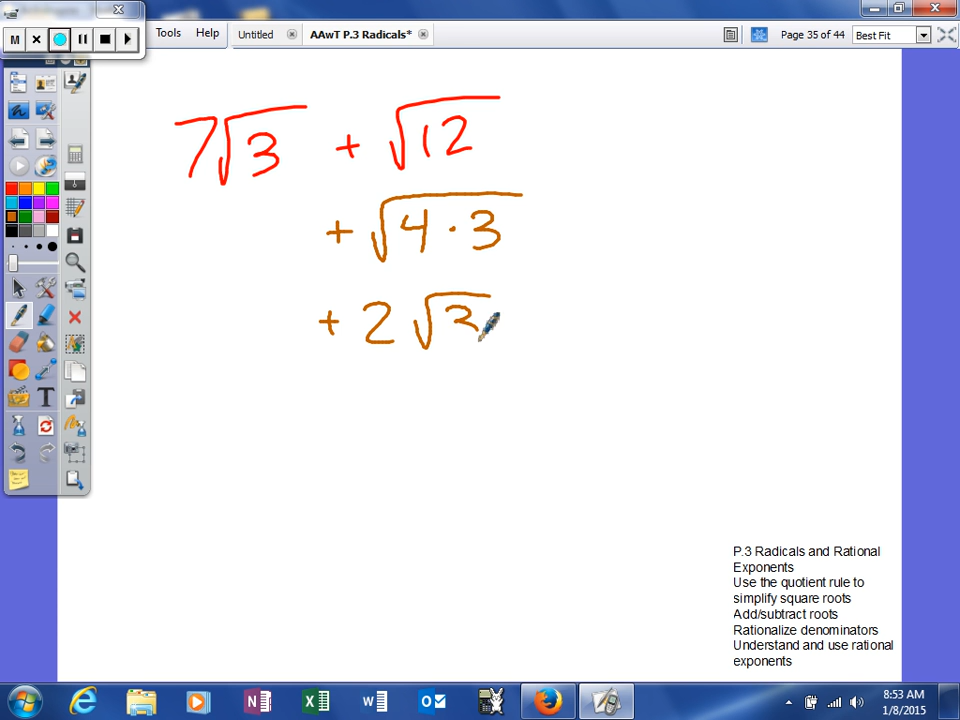 M
Tools Help Untitled AAwT P.3 Radicals* Page 35 of 44 Best Fit
7√3 + √12
+ √4 · 3
+ 2 √3
T
P.3 Radicals and Rational
Exponents
Use the quotient rule to
simplify square roots
Add/subtract roots
Rationalize denominators
Understand and use rational
exponents
8:53 AM
1/8/2015